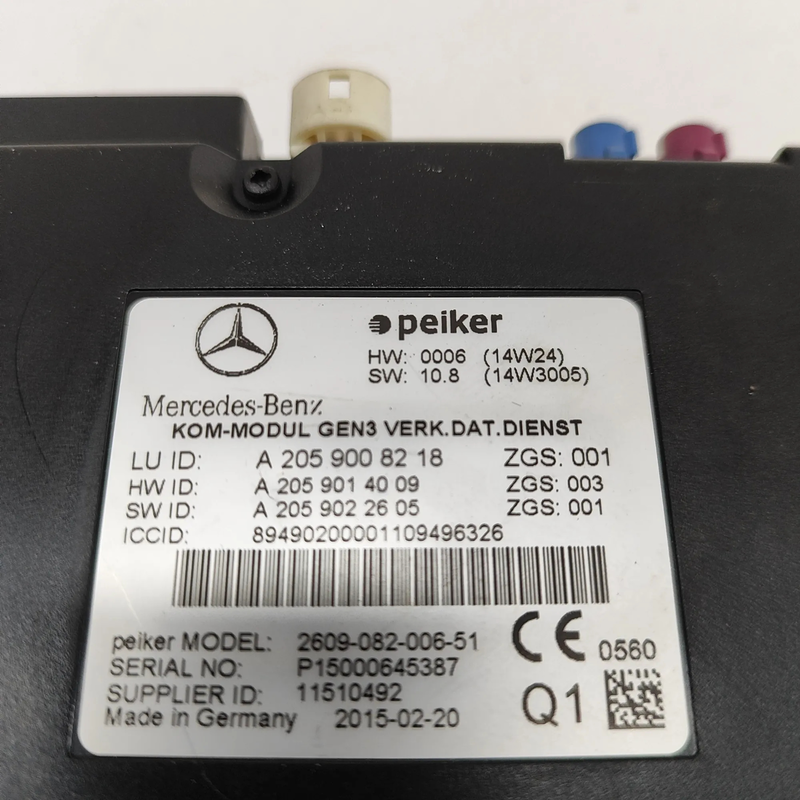 peiker
HW: 0006 (14W24)
SW: 10.8 (14W3005)
Mercedes-Benz
KOM-MODUL GEN3 VERK.DAT.DIENST
LU ID: A 205 900 82 18 ZGS: 001
HW ID: A 205 901 40 09 ZGS: 003
SW ID: A 205 902 26 05 ZGS: 001
ICCID: 89490200001109496326
peiker MODEL: 2609-082-006-51
CE 0560
SERIAL NO: P15000645387
SUPPLIER ID: 11510492
Made in Germany 2015-02-20
Q1